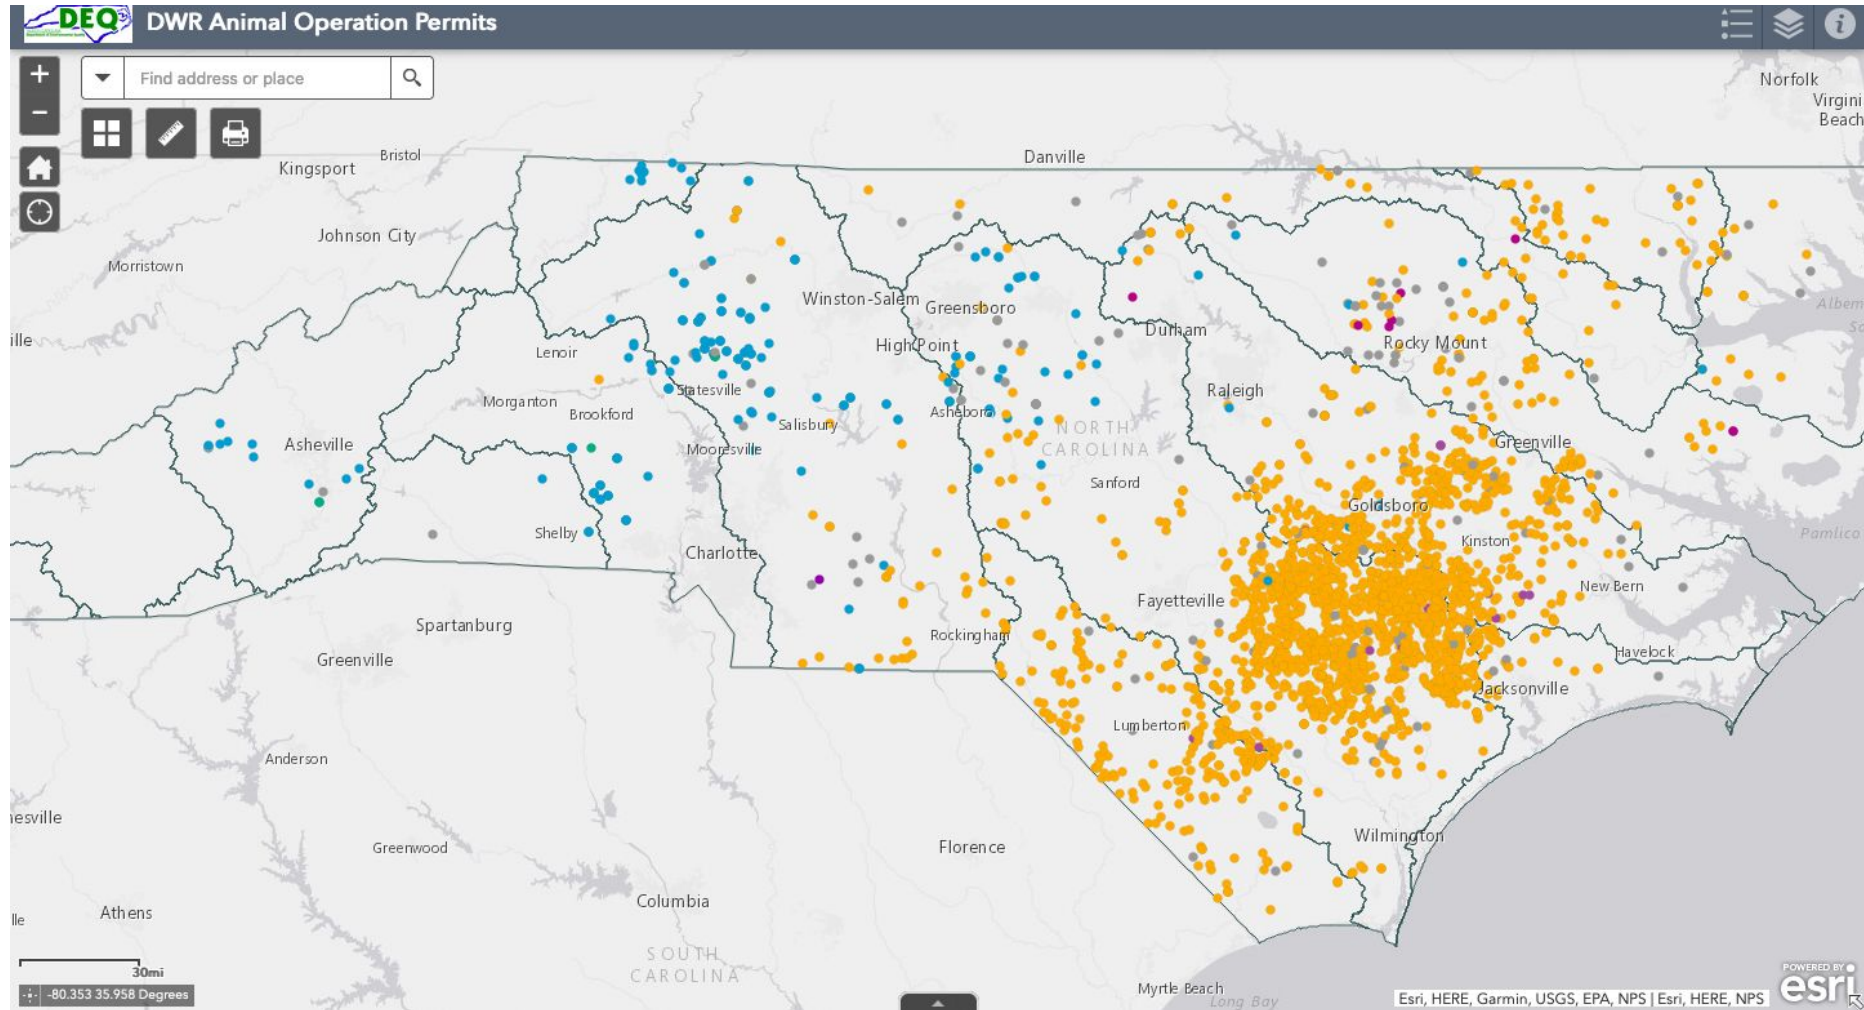 DEQ
DWR Animal Operation Permits
+
Find address or place
−
Norfolk
Virgini
Beach
Bristol
Kingsport
Danville
Johnson City
Morristown
Winston-Salem
Greensboro
Albem
Durham
ille
High Point
Rocky Mount
Lenoir
Statesville
Raleigh
Morganton
Brookford
Asheboro
Salisbury
NORTH
CAROLINA
Asheville
Mooresville
Greenville
Sanford
Goldsboro
Shelby
Kinston
Pamlico
Charlotte
New Bern
Fayetteville
Spartanburg
Rockingham
Greenville
Havelock
Jacksonville
Lumberton
Anderson
nesville
Wilmington
Greenwood
Florence
Columbia
Athens
lle
SOUTH
CAROLINA
30mi
Myrtle Beach
Long Bay
-80.353 35.958 Degrees
POWERED BY
esri
Esri, HERE, Garmin, USGS, EPA, NPS | Esri, HERE, NPS